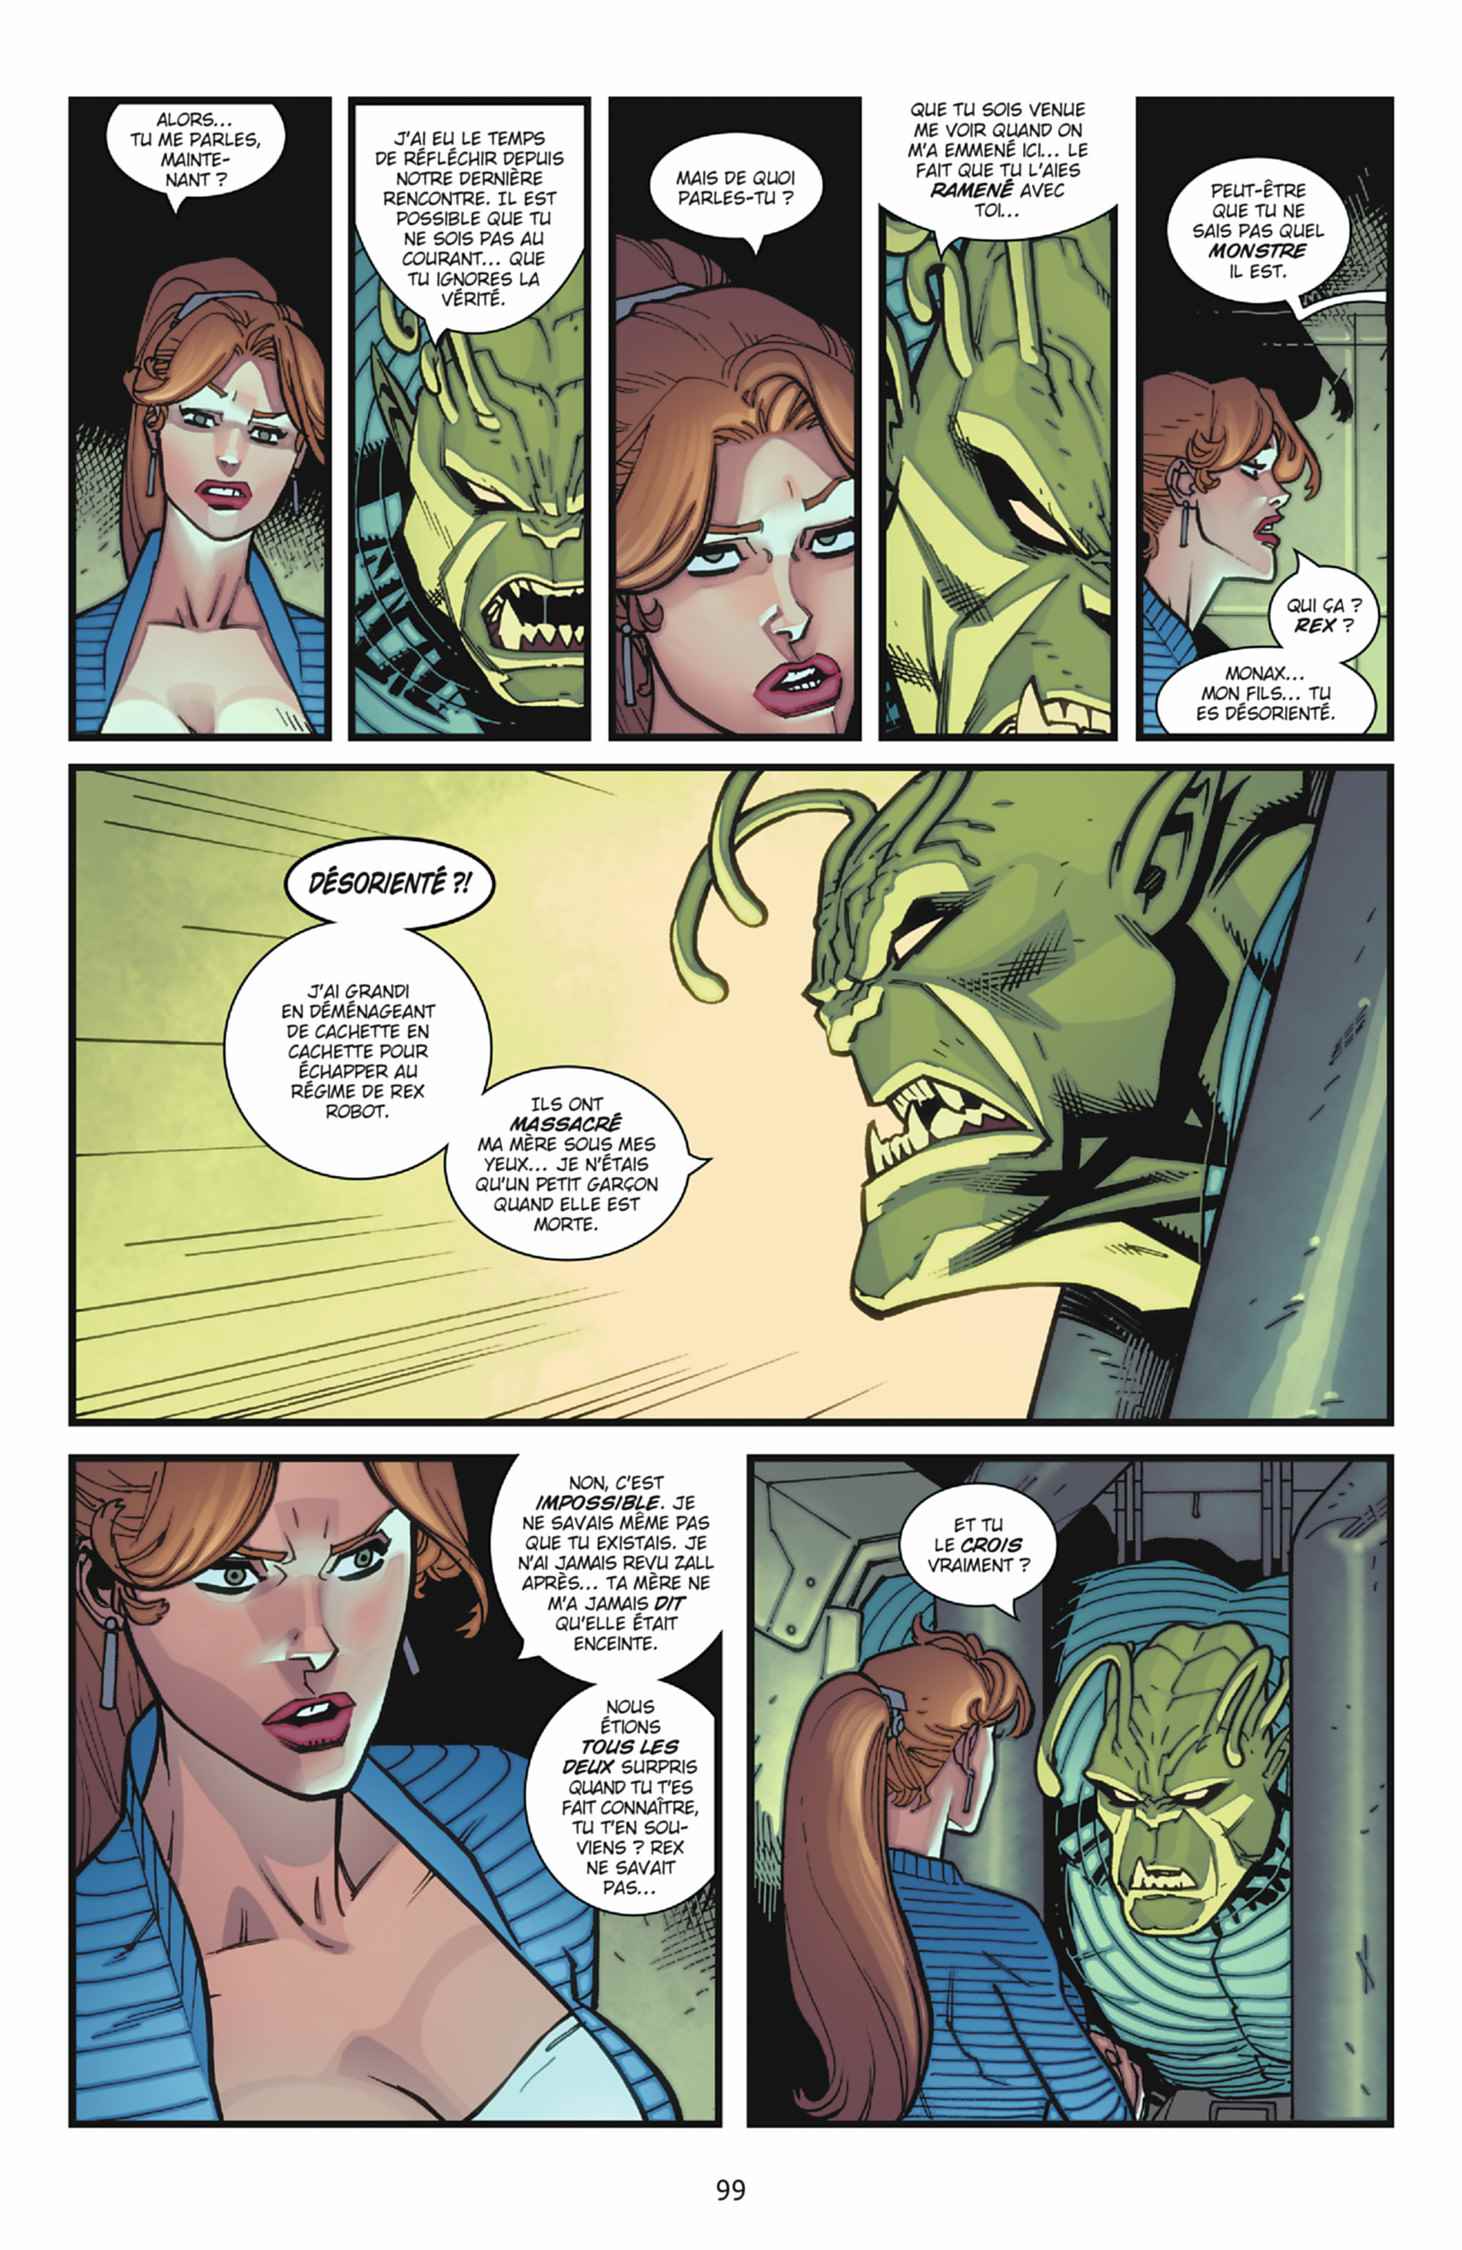 ALORS...
TU ME PARLES,
MAINTE-
NANT ?
J'AI EU LE TEMPS
DE RÉFLÉCHIR DEPUIS
NOTRE DERNIÈRE
RENCONTRE. IL EST
POSSIBLE QUE TU
NE SOIS PAS AU
COURANT... QUE
TU IGNORES LA
VÉRITÉ.
MAIS DE QUOI
PARLES-TU ?
QUE TU SOIS VENUE
ME VOIR QUAND ON
M'A EMMENÉ ICI... LE
FAIT QUE TU L'AIES
RAMENÉ AVEC
TOI...
PEUT-ÊTRE
QUE TU NE
SAIS PAS QUEL
MONSTRE
IL EST.
QUI ÇA ?
REX ?
MONAX...
MON FILS... TU
ES DÉSORIENTÉ.
DÉSORIENTÉ ?!
J'AI GRANDI
EN DÉMÉNAGEANT
DE CACHETTE EN
CACHETTE POUR
ÉCHAPPER AU
RÉGIME DE REX
ROBOT.
ILS ONT
MASSACRÉ
MA MÈRE SOUS MES
YEUX... JE N'ÉTAIS
QU'UN PETIT GARÇON
QUAND ELLE EST
MORTE.
NON, C'EST
IMPOSSIBLE. JE
NE SAVAIS MÊME PAS
QUE TU EXISTAIS. JE
N'AI JAMAIS REVU ZALL
APRÈS... TA MÈRE NE
M'A JAMAIS DIT
QU'ELLE ÉTAIT
ENCEINTE.
NOUS
ÉTIONS
TOUS LES
DEUX SURPRIS
QUAND TU T'ES
FAIT CONNAÎTRE,
TU T'EN SOU-
VIENS ? REX
NE SAVAIT
PAS...
ET TU
LE CROIS
VRAIMENT ?
99